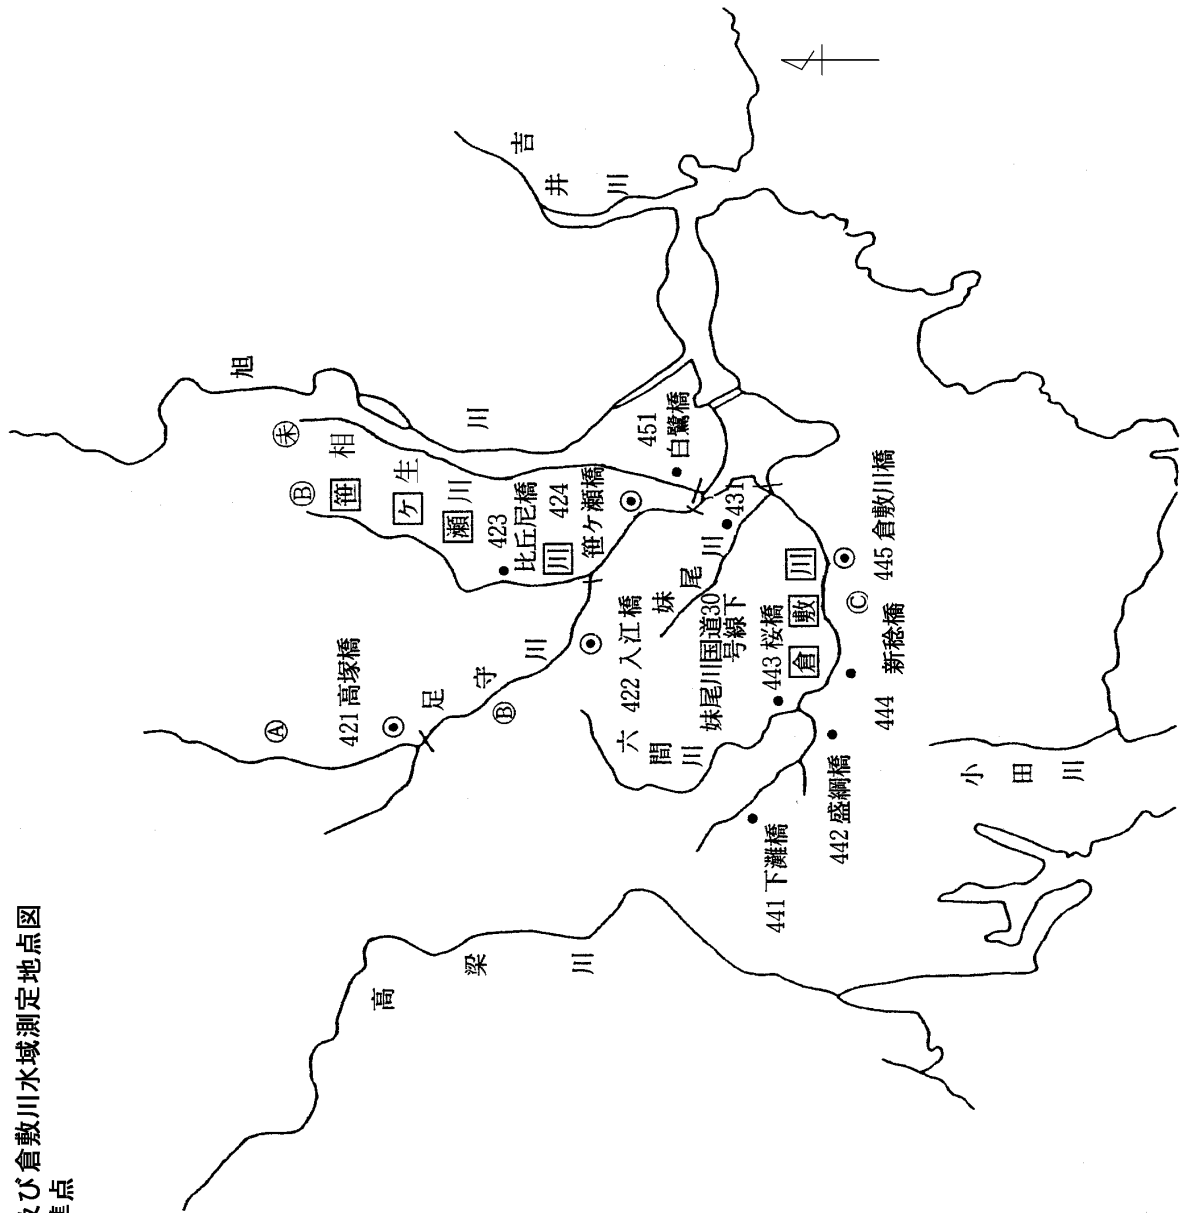 及び倉敷川水域測定地点図
準点
旭川
吉井川
㊤
相生川
Ⓑ
笹ケ瀬川
423
比丘尼橋
424
笹ケ瀬橋
451
白鷺橋
Ⓐ
421 高塚橋
足守川
Ⓑ
422 入江橋
妹尾川
431
妹尾川国道30
号線下
六間川
443 桜橋
倉敷川
Ⓒ
445 倉敷川橋
444 新稔橋
442 盛綱橋
441 下灘橋
小田川
高梁川